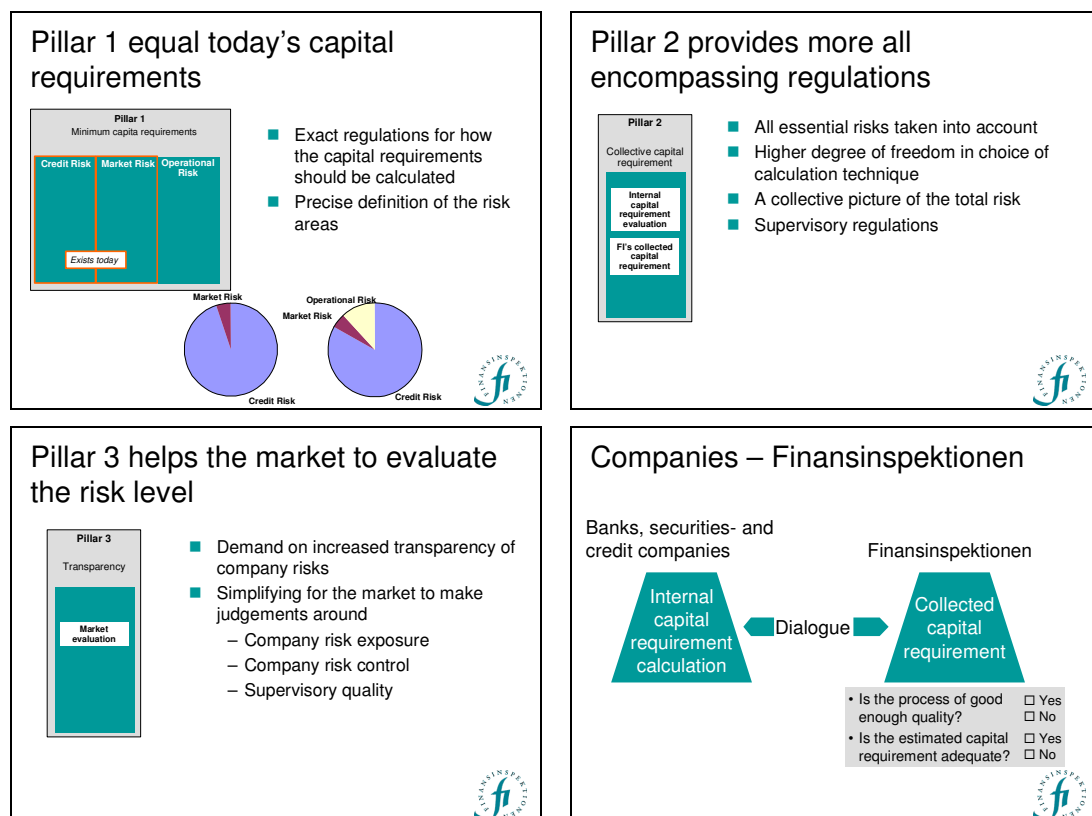 Pillar 1 equal today’s capital
requirements
Pillar 1
Minimum capita requirements
Credit Risk
Market Risk
Operational
Risk
Exists today
■ Exact regulations for how
the capital requirements
should be calculated
■ Precise definition of the risk
areas
Market Risk
Credit Risk
Operational Risk
Market Risk
Credit Risk
FINANSINSPEKTIONEN
fi
Pillar 2 provides more all
encompassing regulations
Pillar 2
Collective capital
requirement
Internal
capital
requirement
evaluation
FI's collected
capital
requirement
■ All essential risks taken into account
■ Higher degree of freedom in choice of
calculation technique
■ A collective picture of the total risk
■ Supervisory regulations
FINANSINSPEKTIONEN
fi
Pillar 3 helps the market to evaluate
the risk level
Pillar 3
Transparency
Market
evaluation
■ Demand on increased transparency of
company risks
■ Simplifying for the market to make
judgements around
– Company risk exposure
– Company risk control
– Supervisory quality
FINANSINSPEKTIONEN
fi
Companies – Finansinspektionen
Banks, securities- and
credit companies
Finansinspektionen
Internal
capital
requirement
calculation
Dialogue
Collected
capital
requirement
• Is the process of good
enough quality?
☐ Yes
☐ No
• Is the estimated capital
requirement adequate?
☐ Yes
☐ No
FINANSINSPEKTIONEN
fi